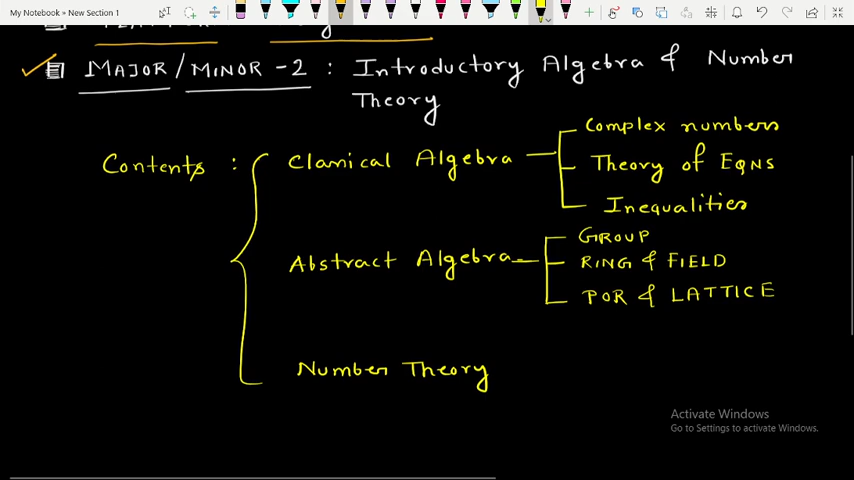 My Notebook » New Section 1
MAJOR/MINOR -2 : Introductory Algebra & Number
Theory
Contents :
Classical Algebra
Complex numbers
Theory of EQNS
Inequalities
Abstract Algebra
GROUP
RING & FIELD
POR & LATTICE
Number Theory
Activate Windows
Go to Settings to activate Windows.